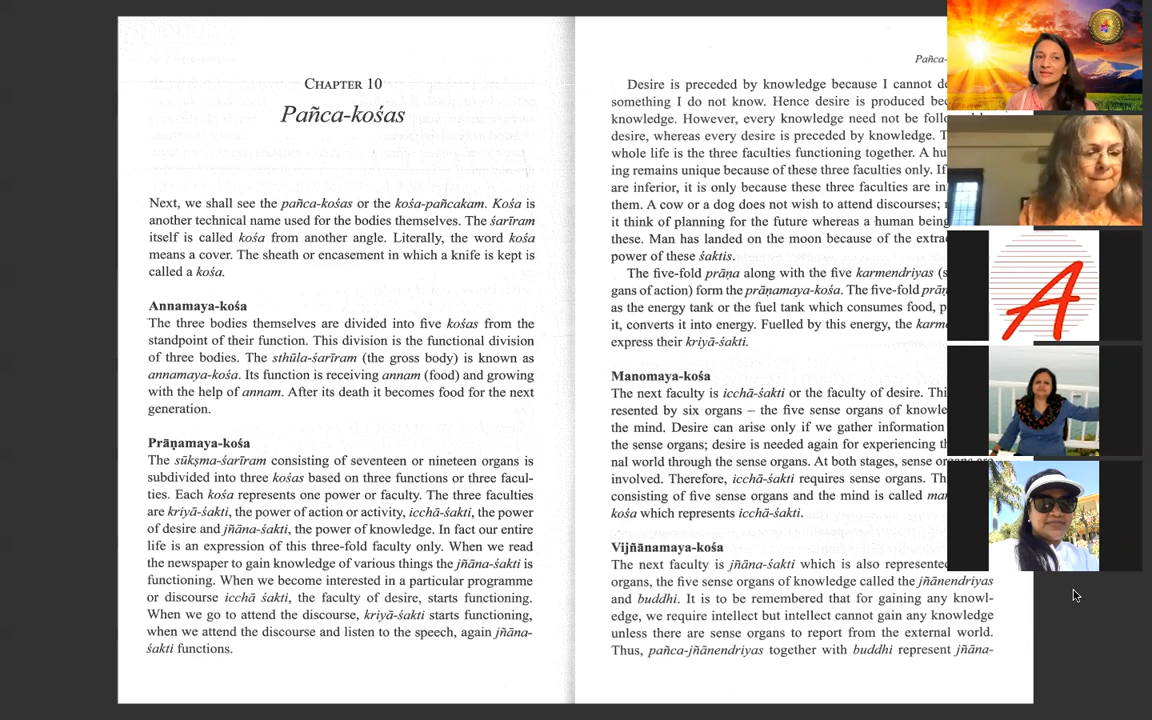 CHAPTER 10
Pañca-kośas
Next, we shall see the pañca-kośas or the kośa-pañcakam. Kośa is
another technical name used for the bodies themselves. The śarīram
itself is called kośa from another angle. Literally, the word kośa
means a cover. The sheath or encasement in which a knife is kept is
called a kośa.
Annamaya-kośa
The three bodies themselves are divided into five kośas from the
standpoint of their function. This division is the functional division
of three bodies. The sthūla-śarīram (the gross body) is known as
annamaya-kośa. Its function is receiving annam (food) and growing
with the help of annam. After its death it becomes food for the next
generation.
Prāṇamaya-kośa
The sūkṣma-śarīram consisting of seventeen or nineteen organs is
subdivided into three kośas based on three functions or three facul-
ties. Each kośa represents one power or faculty. The three faculties
are kriyā-śakti, the power of action or activity, icchā-śakti, the power
of desire and jñāna-śakti, the power of knowledge. In fact our entire
life is an expression of this three-fold faculty only. When we read
the newspaper to gain knowledge of various things the jñāna-śakti is
functioning. When we become interested in a particular programme
or discourse icchā śakti, the faculty of desire, starts functioning.
When we go to attend the discourse, kriyā-śakti starts functioning,
when we attend the discourse and listen to the speech, again jñāna-
śakti functions.
Pañca-
Desire is preceded by knowledge because I cannot
something I do not know. Hence desire is produced
knowledge. However, every knowledge need not be
desire, whereas every desire is preceded by knowledge.
whole life is the three faculties functioning together. A
ing remains unique because of these three faculties only. If
are inferior, it is only because these three faculties are in
them; A cow or a dog does not wish to attend discourses;
it think of planning for the future whereas a human being
these. Man has landed on the moon because of the
power of these śaktis.
The five-fold prāṇa along with the five karmendriyas
gans of action) form the prāṇamaya-kośa. The five-fold
as the energy tank or the fuel tank which consumes food,
it, converts it into energy. Fuelled by this energy, the
express their kriyā-śakti.
Manomaya-kośa
The next faculty is icchā-śakti or the faculty of desire.
resented by six organs – the five sense organs of
the mind. Desire can arise only if we gather information
the sense organs; desire is needed again for experiencing
nal world through the sense organs. At both stages, sense
involved. Therefore, icchā-śakti requires sense organs.
consisting of five sense organs and the mind is called
kośa which represents icchā-śakti.
Vijñānamaya-kośa
The next faculty is jñāna-śakti which is also represented
organs, the five sense organs of knowledge called the jñānendriyas
and buddhi. It is to be remembered that for gaining any knowl-
edge, we require intellect but intellect cannot gain any knowledge
unless there are sense organs to report from the external world.
Thus, pañca-jñānendriyas together with buddhi represent jñāna-
A